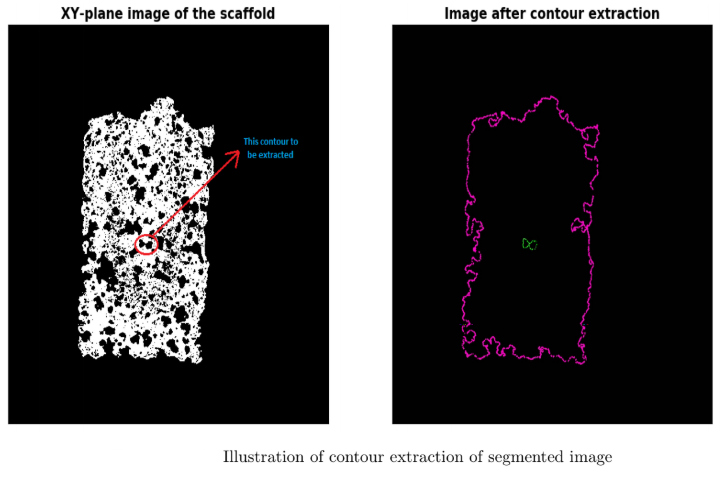 XY-plane image of the scaffold
Image after contour extraction
This contour to
be extracted
Illustration of contour extraction of segmented image